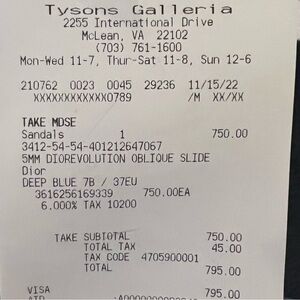 Tysons Galleria
2255 International Drive
McLean, VA 22102
(703) 761-1600
Mon-Wed 11-7, Thur-Sat 11-8, Sun 12-6
210762 0023 0045 29236 11/15/22
XXXXXXXXXXXX0789 /M XX/XX
TAKE MDSE
Sandals 1 750.00
3412-54-54-401212647067
5MM DIOREVOLUTION OBLIQUE SLIDE
Dior
DEEP BLUE 7B / 37EU
3616256169339 750.00EA
6.000% TAX 10200
TAKE SUBTOTAL 750.00
TOTAL TAX 45.00
TAX CODE 4705900001
TOTAL 795.00
VISA 795.00